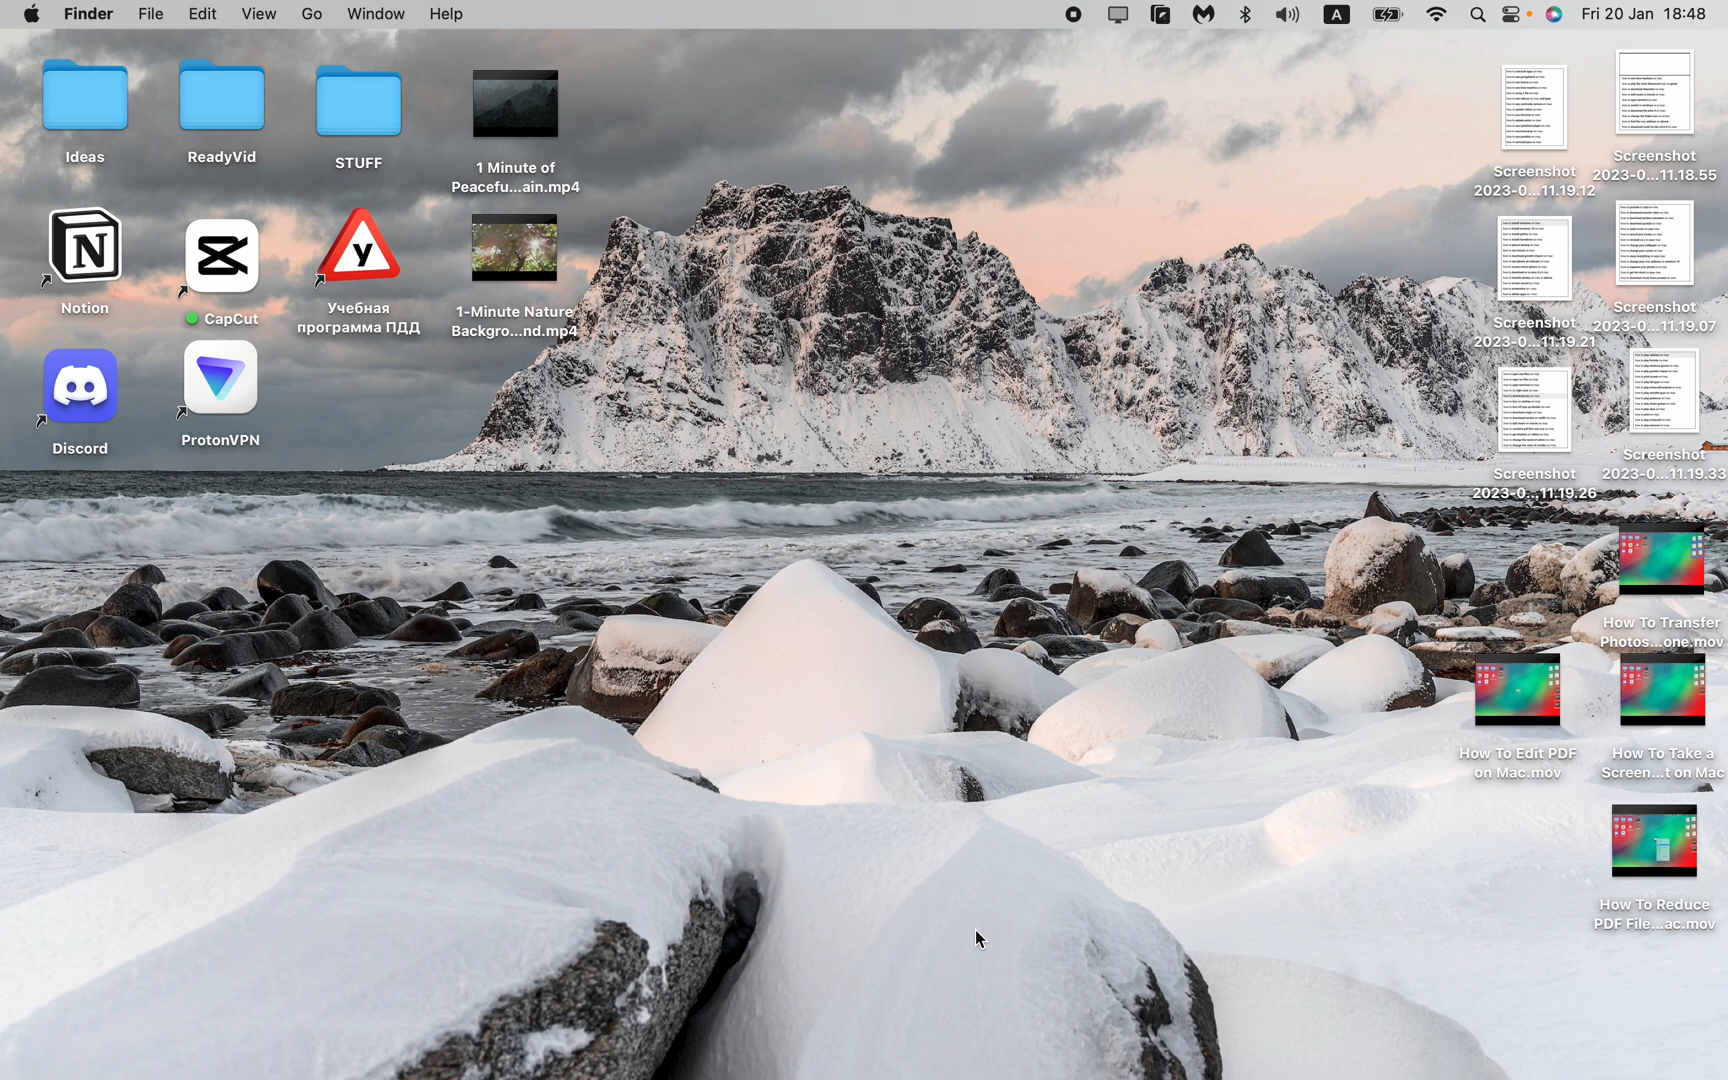 Finder File Edit View Go Window Help
A
Fri 20 Jan 18:48
Ideas
ReadyVid
STUFF
1 Minute of
Peacefu...ain.mp4
N
Notion
CapCut
у
Учебная
программа ПДД
1-Minute Nature
Backgro...nd.mp4
Discord
ProtonVPN
Screenshot
2023-0...11.19.12
Screenshot
2023-0...11.18.55
Screenshot
2023-0...11.19.21
Screenshot
2023-0...11.19.07
Screenshot
2023-0...11.19.26
Screenshot
2023-0...11.19.33
How To Transfer
Photos...one.mov
How To Edit PDF
on Mac.mov
How To Take a
Screen...t on Mac
How To Reduce
PDF File...ac.mov